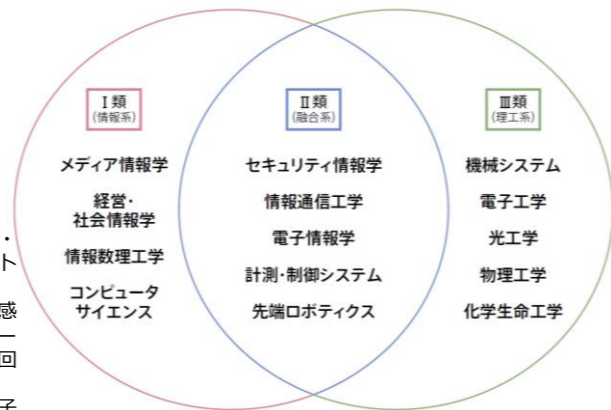 I類
(情報系)
メディア情報学
経営・
社会情報学
情報数理工学
コンピュータ
サイエンス
II類
(融合系)
セキュリティ情報学
情報通信工学
電子情報学
計測・制御システム
先端ロボティクス
III類
(理工系)
機械システム
電子工学
光工学
物理工学
化学生命工学
・
ト
感
ー
回
子